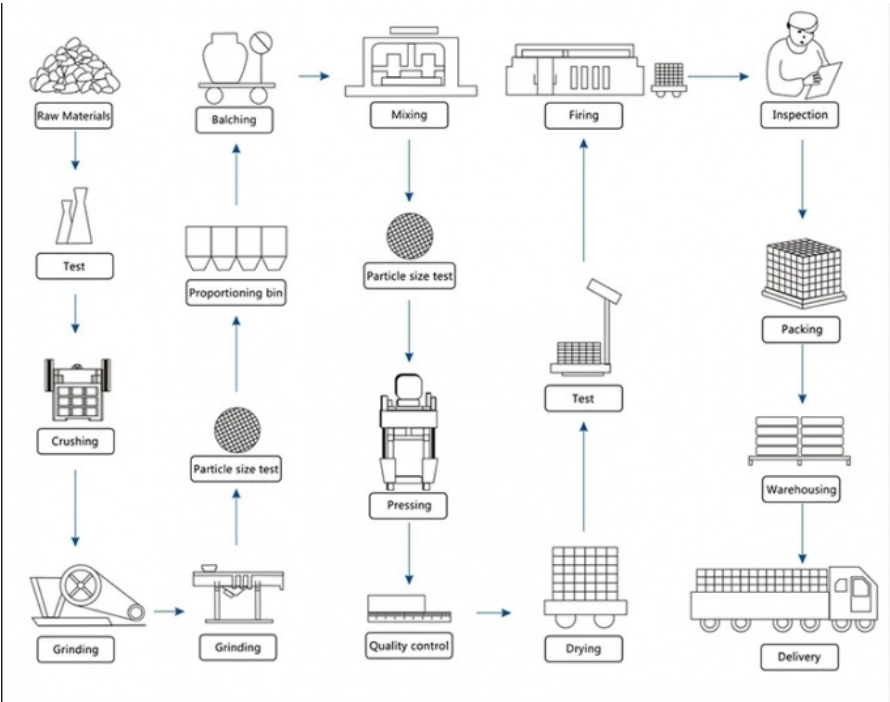 Raw Materials
Test
Crushing
Grinding
Grinding
Particle size test
Proportioning bin
Balching
Mixing
Particle size test
Pressing
Quality control
Drying
Test
Firing
Inspection
Packing
Warehousing
Delivery